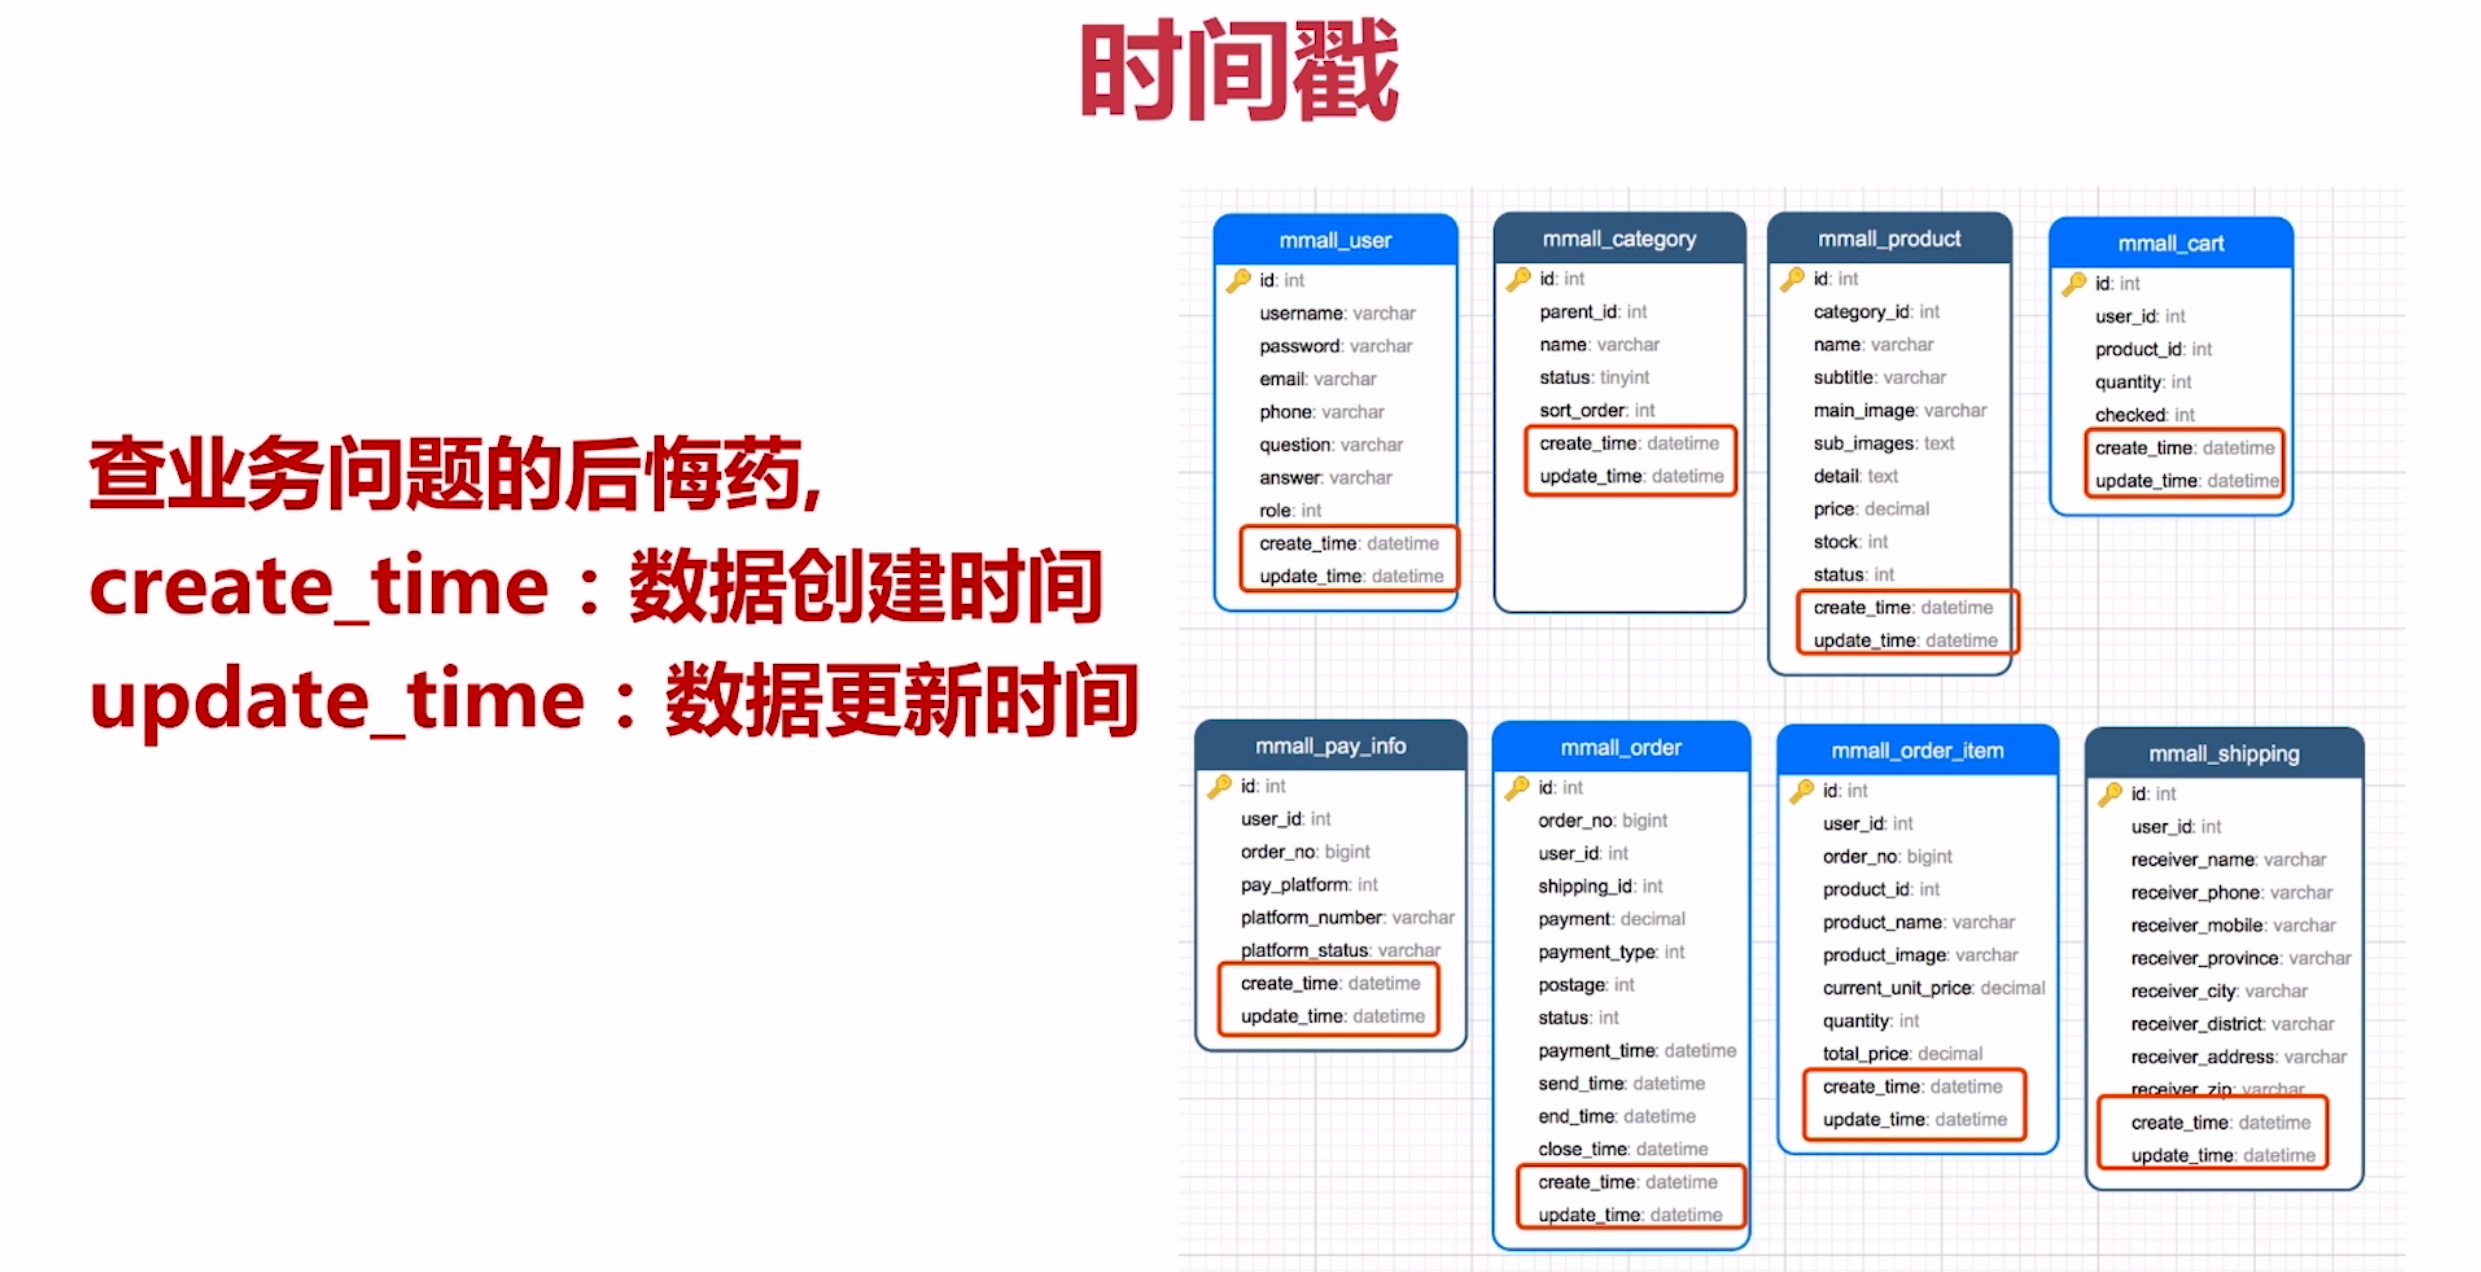 时间戳
查业务问题的后悔药,
create_time：数据创建时间
update_time：数据更新时间
mmall_user
id: int
username: varchar
password: varchar
email: varchar
phone: varchar
question: varchar
answer: varchar
role: int
create_time: datetime
update_time: datetime
mmall_category
id: int
parent_id: int
name: varchar
status: tinyint
sort_order: int
create_time: datetime
update_time: datetime
mmall_product
id: int
category_id: int
name: varchar
subtitle: varchar
main_image: varchar
sub_images: text
detail: text
price: decimal
stock: int
status: int
create_time: datetime
update_time: datetime
mmall_cart
id: int
user_id: int
product_id: int
quantity: int
checked: int
create_time: datetime
update_time: datetime
mmall_pay_info
id: int
user_id: int
order_no: bigint
pay_platform: int
platform_number: varchar
platform_status: varchar
create_time: datetime
update_time: datetime
mmall_order
id: int
order_no: bigint
user_id: int
shipping_id: int
payment: decimal
payment_type: int
postage: int
status: int
payment_time: datetime
send_time: datetime
end_time: datetime
close_time: datetime
create_time: datetime
update_time: datetime
mmall_order_item
id: int
user_id: int
order_no: bigint
product_id: int
product_name: varchar
product_image: varchar
current_unit_price: decimal
quantity: int
total_price: decimal
create_time: datetime
update_time: datetime
mmall_shipping
id: int
user_id: int
receiver_name: varchar
receiver_phone: varchar
receiver_mobile: varchar
receiver_province: varchar
receiver_city: varchar
receiver_district: varchar
receiver_address: varchar
receiver_zip: varchar
create_time: datetime
update_time: datetime